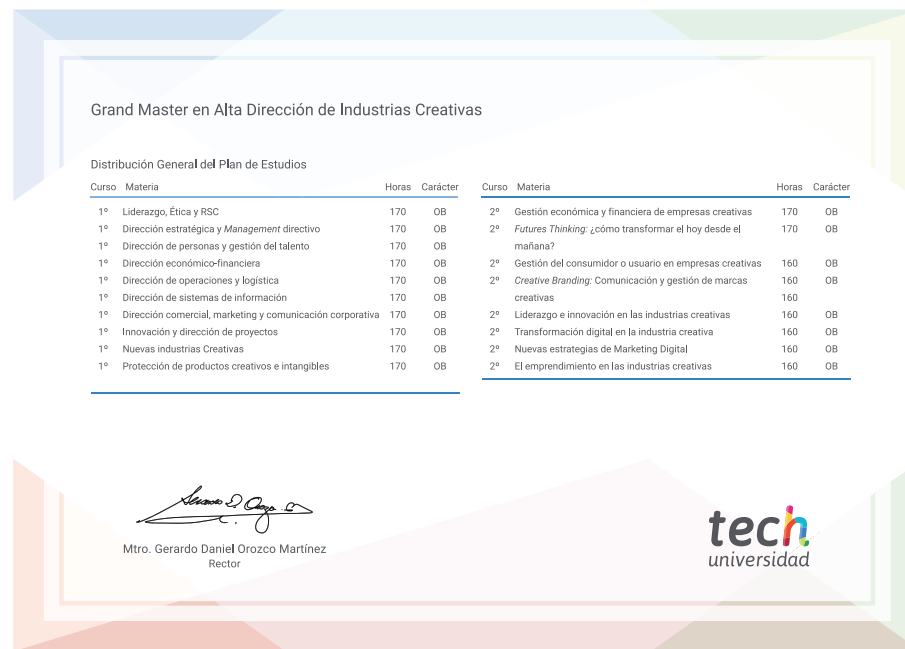 Grand Master en Alta Dirección de Industrias Creativas
Distribución General del Plan de Estudios
Curso Materia Horas Carácter
1º Liderazgo, Ética y RSC 170 OB
1º Dirección estratégica y Management directivo 170 OB
1º Dirección de personas y gestión del talento 170 OB
1º Dirección económico-financiera 170 OB
1º Dirección de operaciones y logística 170 OB
1º Dirección de sistemas de información 170 OB
1º Dirección comercial, marketing y comunicación corporativa 170 OB
1º Innovación y dirección de proyectos 170 OB
1º Nuevas industrias Creativas 170 OB
1º Protección de productos creativos e intangibles 170 OB
Curso Materia Horas Carácter
2º Gestión económica y financiera de empresas creativas 170 OB
2º Futures Thinking: ¿cómo transformar el hoy desde el 170 OB
mañana?
2º Gestión del consumidor o usuario en empresas creativas 160 OB
2º Creative Branding: Comunicación y gestión de marcas 160 OB
creativas 160
2º Liderazgo e innovación en las industrias creativas 160 OB
2º Transformación digital en la industria creativa 160 OB
2º Nuevas estrategias de Marketing Digital 160 OB
2º El emprendimiento en las industrias creativas 160 OB
Mtro. Gerardo Daniel Orozco Martínez
Rector
tech
universidad